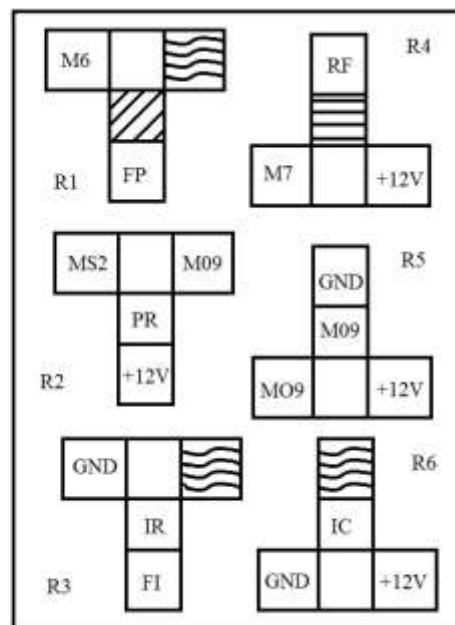 M6
R4
RF
R1
FP
M7
+12V
MS2
M09
R5
GND
PR
M09
R2
+12V
MO9
+12V
GND
R6
IR
IC
R3
FI
GND
+12V